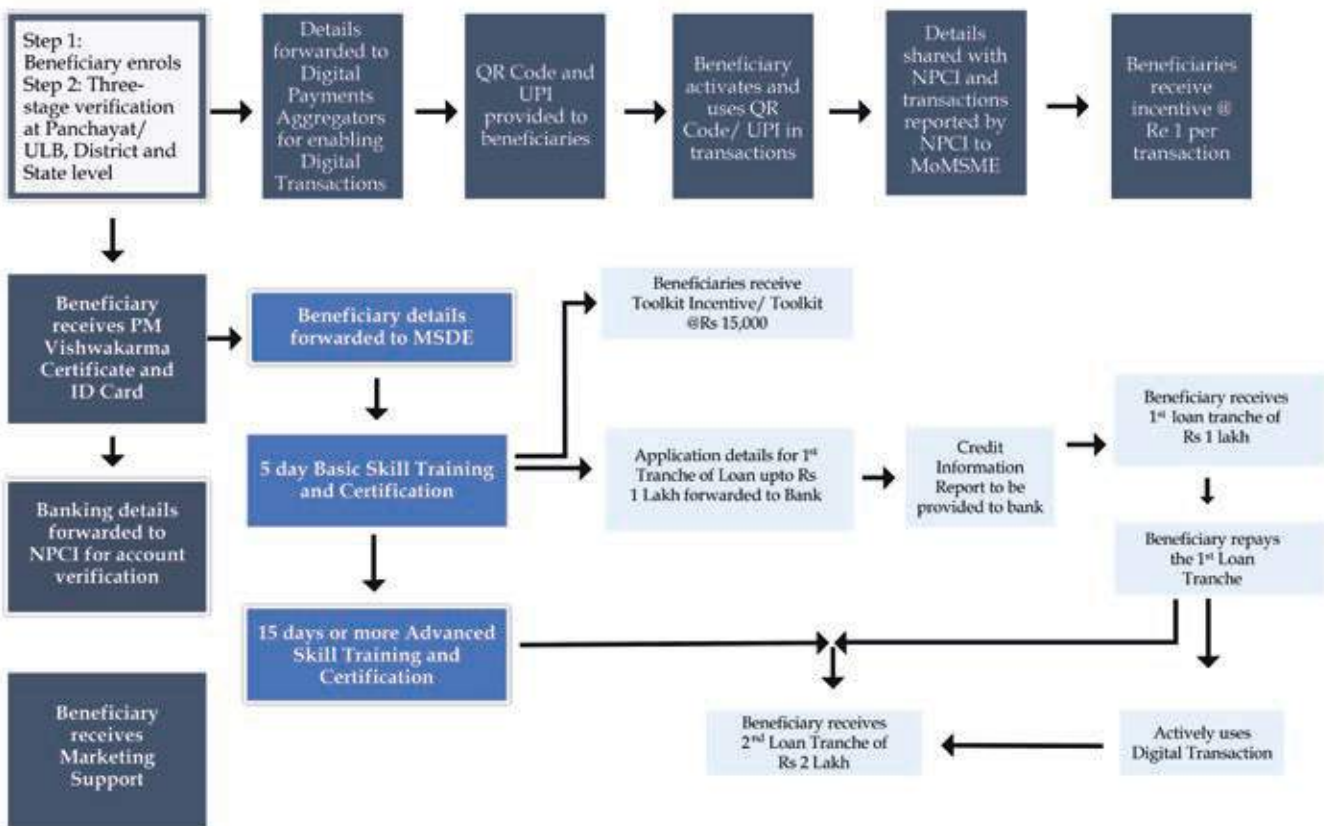 Step 1:
Beneficiary enrols
Step 2: Three-
stage verification
at Panchayat/
ULB, District and
State level
Details
forwarded to
Digital
Payments
Aggregators
for enabling
Digital
Transactions
QR Code and
UPI
provided to
beneficiaries
Beneficiary
activates and
uses QR
Code/ UPI in
transactions
Details
shared with
NPCI and
transactions
reported by
NPCI to
MoMSME
Beneficiaries
receive
incentive @
Re 1 per
transaction
Beneficiary
receives PM
Vishwakarma
Certificate and
ID Card
Beneficiary details
forwarded to MSDE
Beneficiaries receive
Toolkit Incentive/ Toolkit
@Rs 15,000
5 day Basic Skill Training
and Certification
Application details for 1st
Tranche of Loan upto Rs
1 Lakh forwarded to Bank
Credit
Information
Report to be
provided to bank
Beneficiary receives
1st loan tranche of
Rs 1 lakh
Banking details
forwarded to
NPCI for account
verification
Beneficiary repays
the 1st Loan
Tranche
15 days or more Advanced
Skill Training and
Certification
Beneficiary
receives
Marketing
Support
Beneficiary receives
2nd Loan Tranche of
Rs 2 Lakh
Actively uses
Digital Transaction